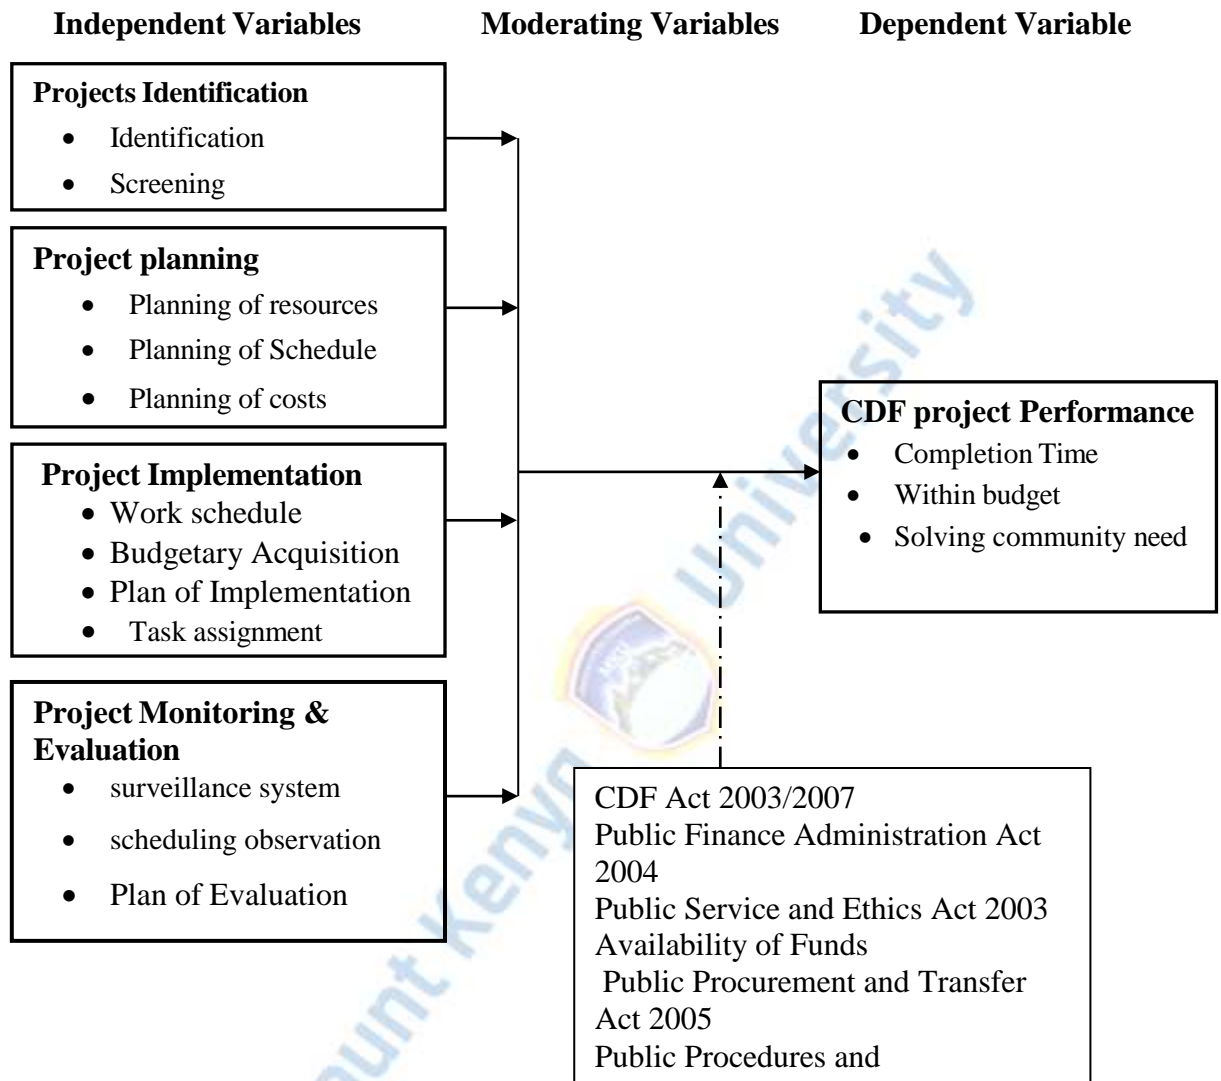 Independent Variables Moderating Variables Dependent Variable
Projects Identification
• Identification
• Screening
Project planning
• Planning of resources
• Planning of Schedule
• Planning of costs
Project Implementation
• Work schedule
• Budgetary Acquisition
• Plan of Implementation
• Task assignment
Project Monitoring &
Evaluation
• surveillance system
• scheduling observation
• Plan of Evaluation
CDF project Performance
• Completion Time
• Within budget
• Solving community need
CDF Act 2003/2007
Public Finance Administration Act
2004
Public Service and Ethics Act 2003
Availability of Funds
Public Procurement and Transfer
Act 2005
Public Procedures and
unt Kenya University